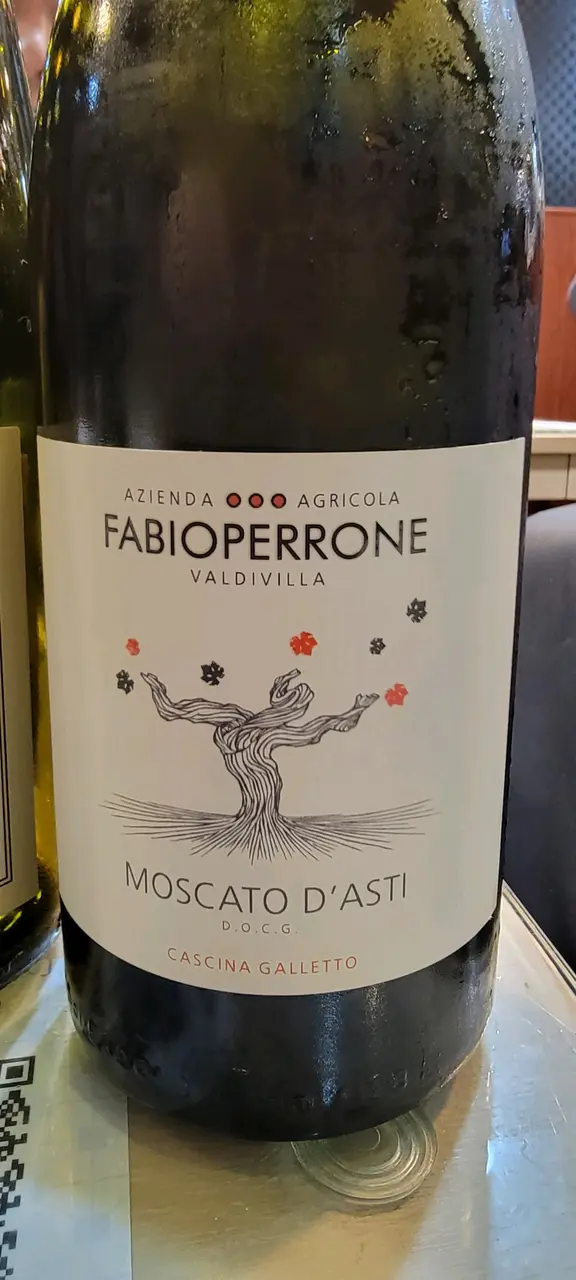 AZIENDA AGRICOLA
FABIOPERRONE
VALDIVILLA
MOSCATO D'ASTI
D.O.C.G.
CASCINA GALLETTO